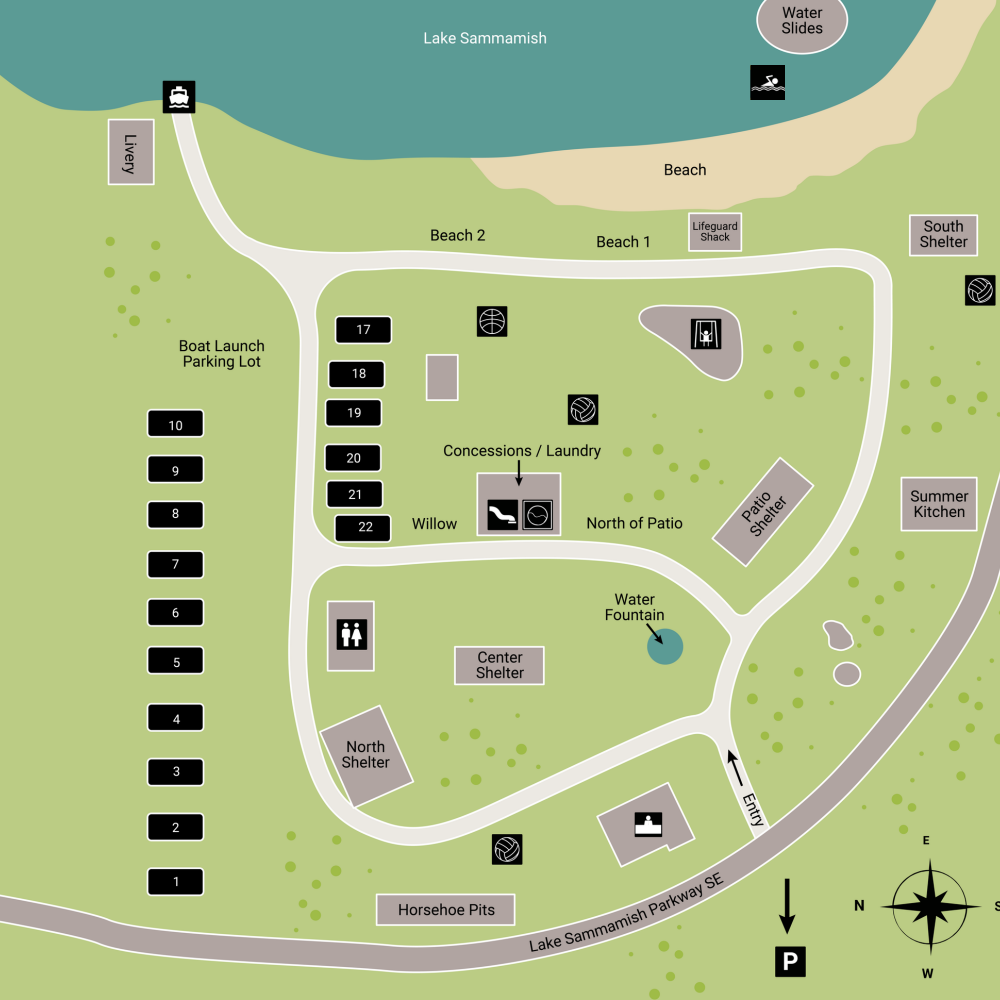 Water
Slides
Lake Sammamish
Livery
Beach
Lifeguard
Shack
South
Shelter
Beach 2
Beach 1
17
Boat Launch
Parking Lot
18
19
10
Concessions / Laundry
20
9
21
Summer
Kitchen
Patio
Shelter
8
22
Willow
North of Patio
7
Water
Fountain
6
5
Center
Shelter
4
North
Shelter
3
Entry
2
E
1
N
S
Horsehoe Pits
Lake Sammamish Parkway SE
P
W